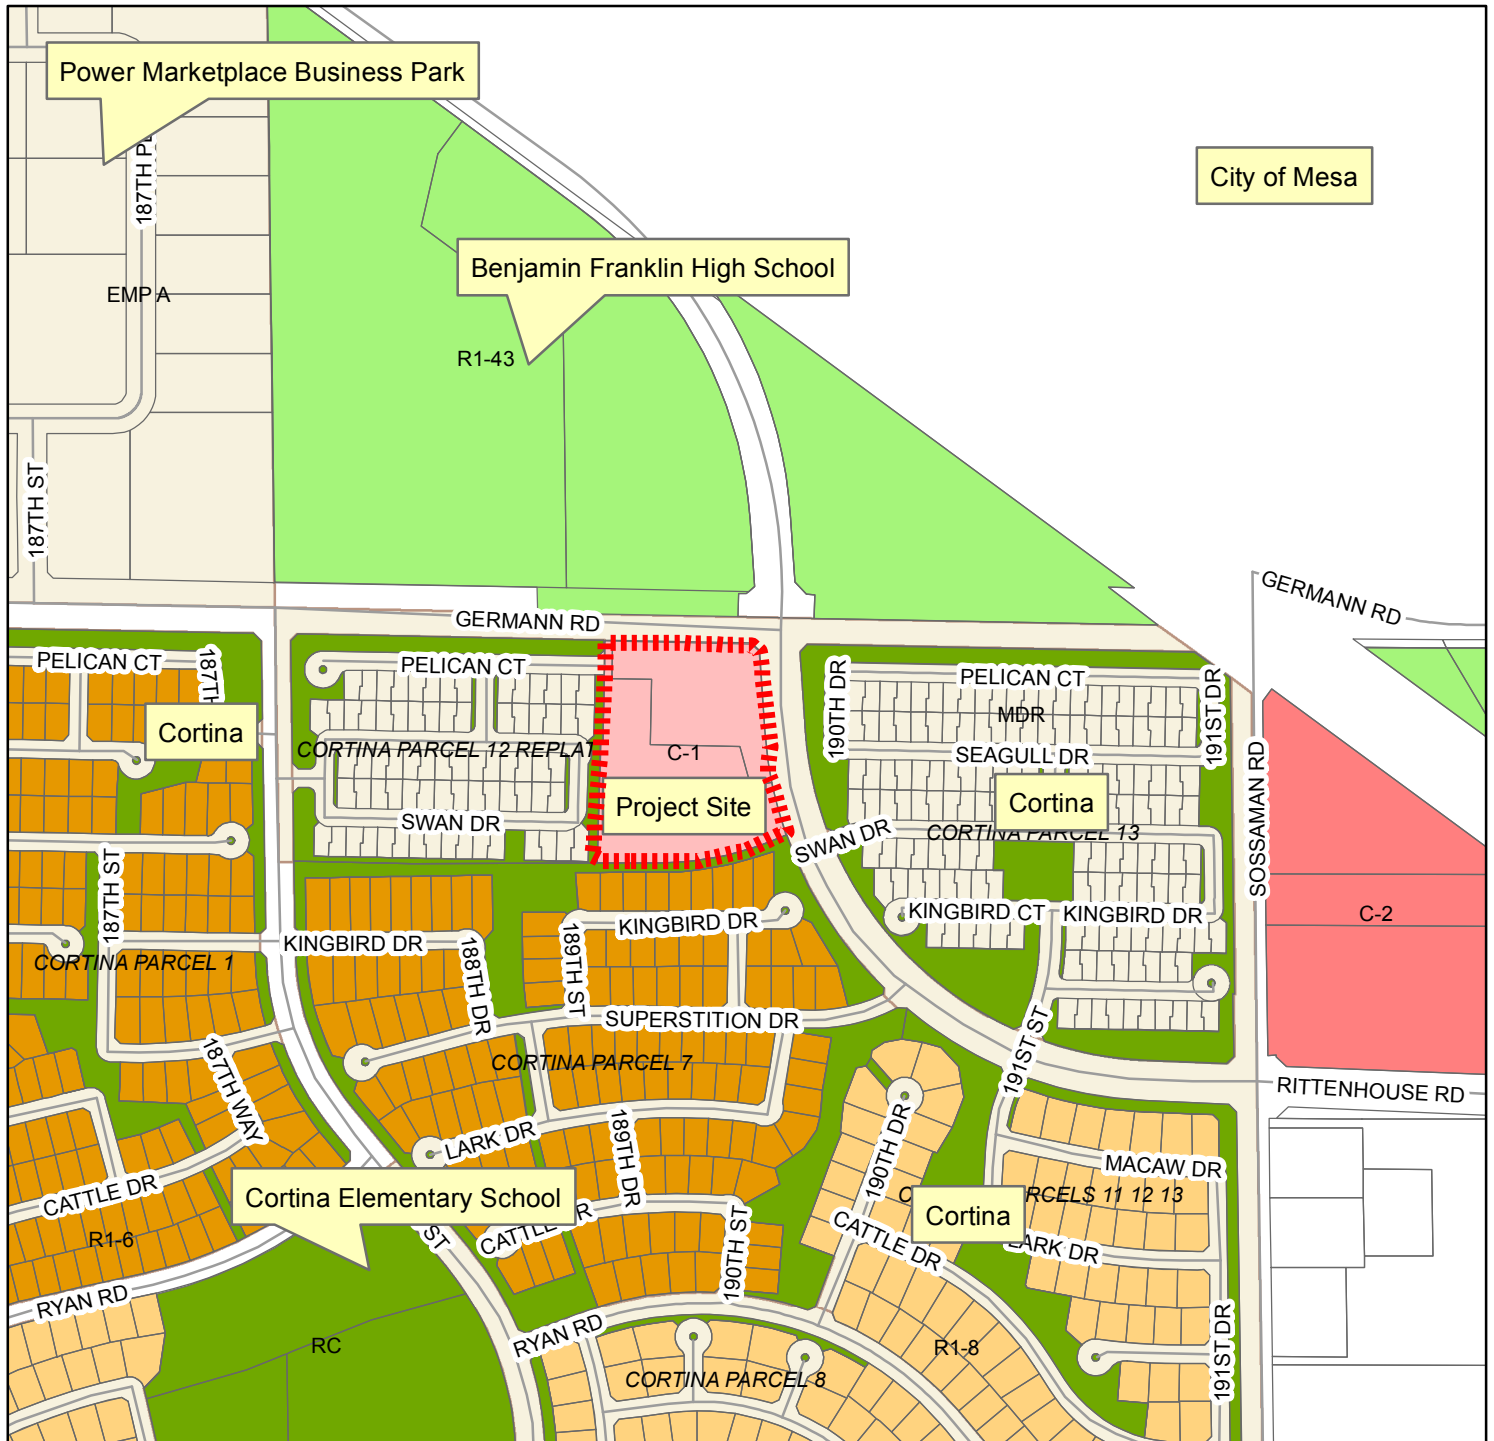 Power Marketplace Business Park
187TH PL
City of Mesa
Benjamin Franklin High School
EMP A
R1-43
187TH ST
GERMANN RD
GERMANN RD
PELICAN CT
187TH
PELICAN CT
190TH DR
PELICAN CT
191ST DR
MDR
Cortina
CORTINA PARCEL 12 REPLAT
C-1
SEAGULL DR
SOSSAMAN RD
Project Site
Cortina
SWAN DR
SWAN DR
CORTINA PARCEL 13
187TH ST
KINGBIRD DR
188TH DR
189TH ST
KINGBIRD DR
KINGBIRD CT
KINGBIRD DR
C-2
CORTINA PARCEL 1
SUPERSTITION DR
191ST ST
187TH WAY
CORTINA PARCEL 7
RITTENHOUSE RD
LARK DR
189TH DR
190TH DR
MACAW DR
CATTLE DR
Cortina Elementary School
RCELS 11 12 13
Cortina
R1-6
ST
CATTLE DR
190TH ST
CATTLE DR
LARK DR
RYAN RD
RC
RYAN RD
R1-8
191ST DR
CORTINA PARCEL 8